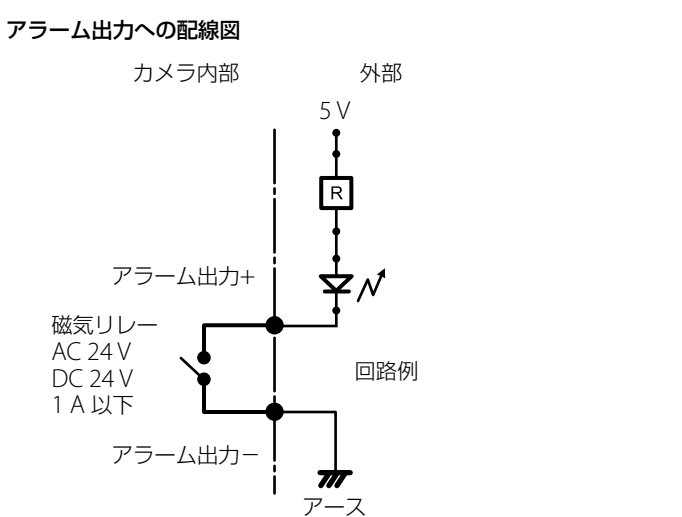 アラーム出力への配線図
カメラ内部
外部
5 V
R
アラーム出力+
磁気リレー
AC 24 V
DC 24 V
1 A 以下
回路例
アラーム出力－
アース